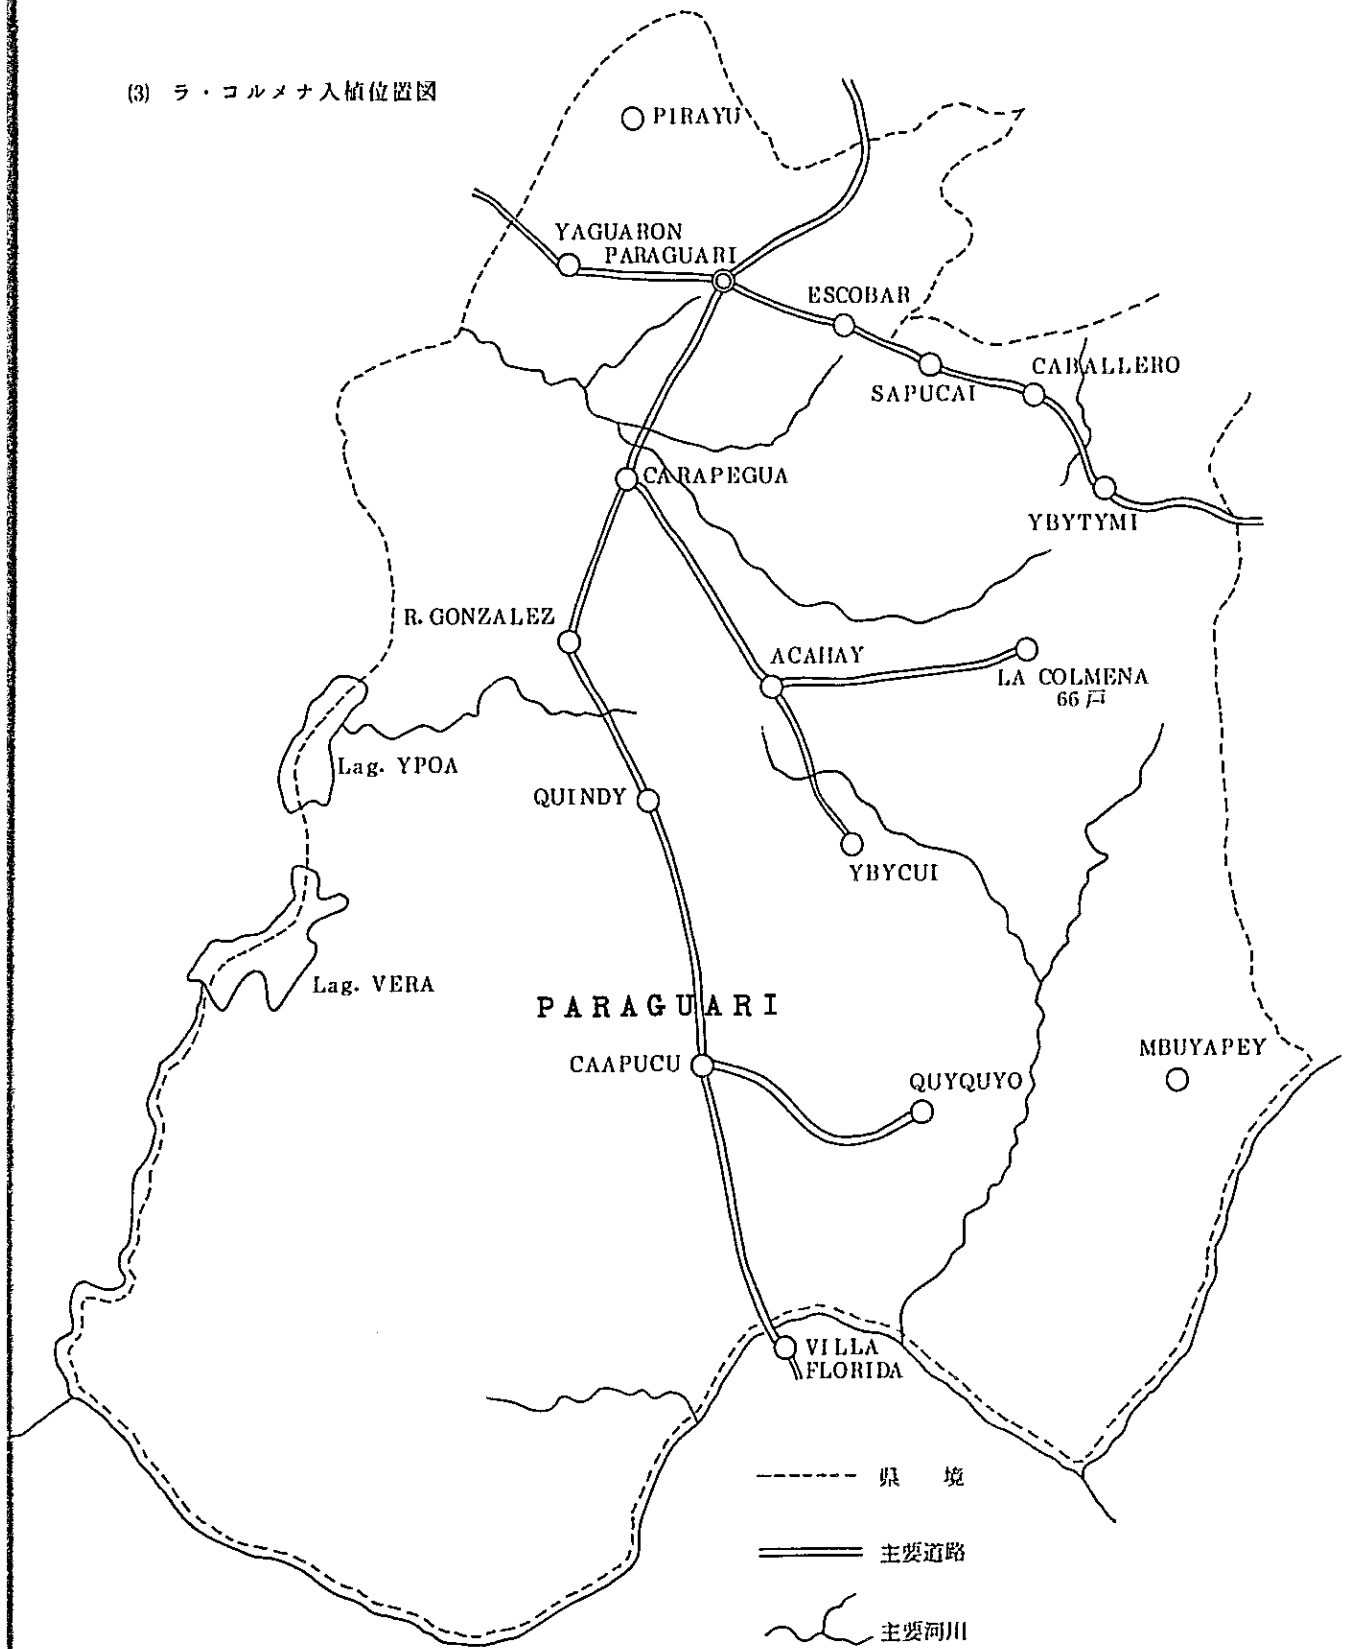 (3) ラ・コルメナ入植位置図
PIRAYU
YAGUARON
PARAGUARI
ESCOBAR
CABALLERO
SAPUCAI
CARAPEGUA
YBYTYMI
R. GONZALEZ
ACAHAY
LA COLMENA
66戸
Lag. YPOA
QUINDY
YBYCUI
Lag. VERA
PARAGUARI
CAAPUCU
QUYQUYO
MBUYAPEY
VILLA
FLORIDA
県 境
主要道路
主要河川